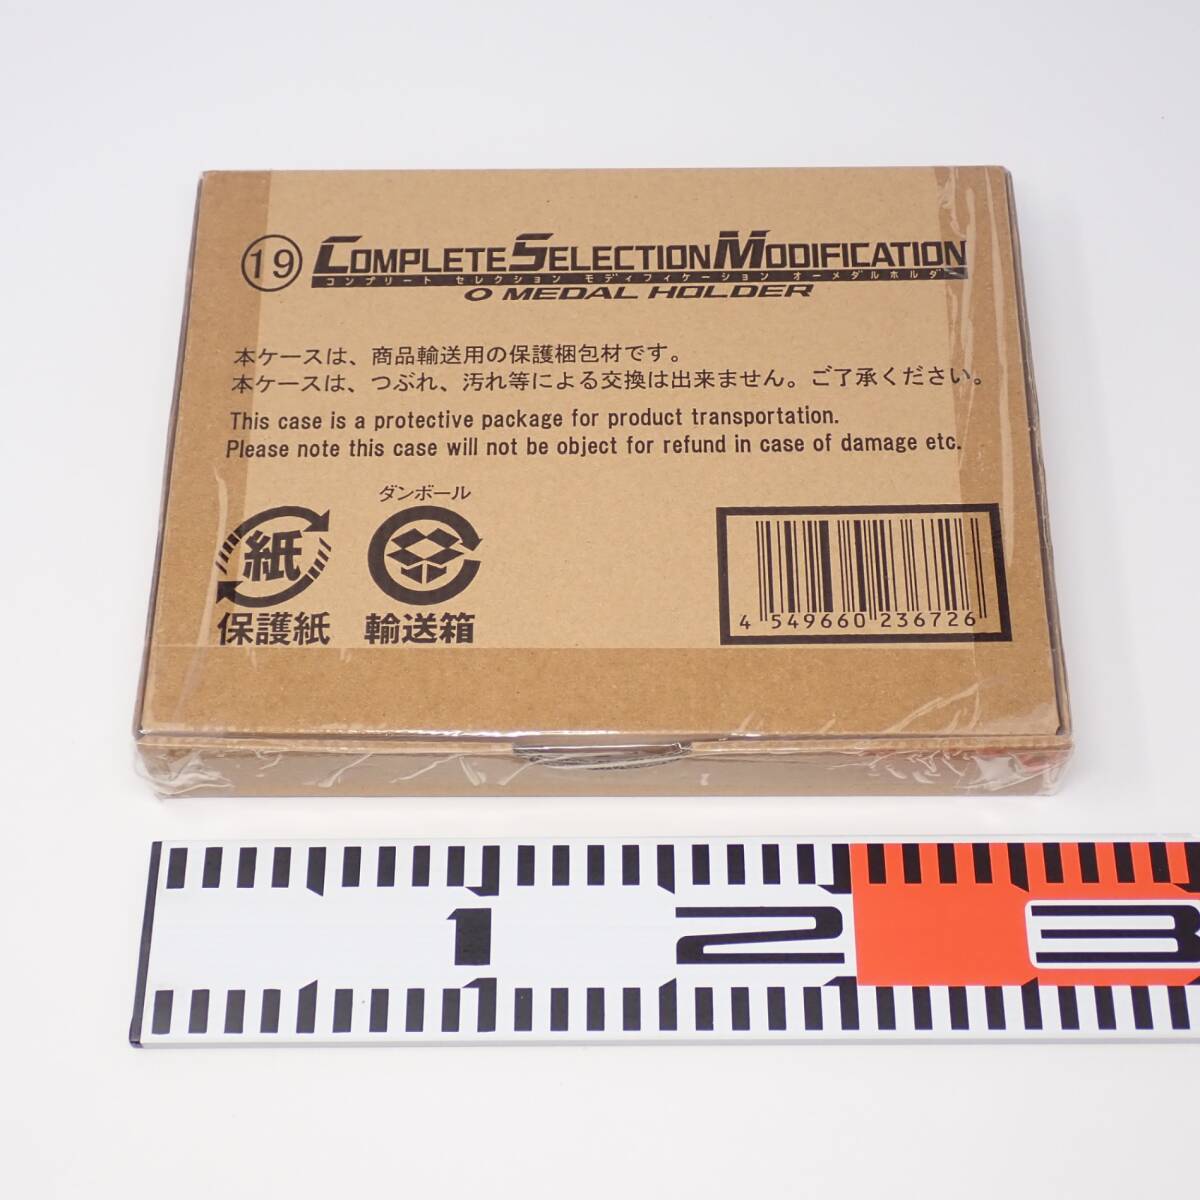 19 COMPLETE SELECTION MODIFICATION
コンプリート セレクション モディフィケーション オーメダルホルダー
O MEDAL HOLDER
本ケースは、商品輸送用の保護梱包材です。
本ケースは、つぶれ、汚れ等による交換は出来ません。ご了承ください。
This case is a protective package for product transportation.
Please note this case will not be object for refund in case of damage etc.
ダンボール
紙
保護紙
輸送箱
4 549660 236726
1 2 3